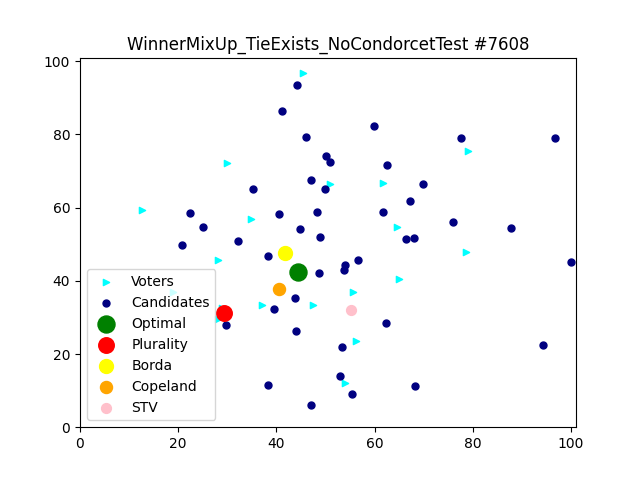 WinnerMixUp_TieExists_NoCondorcetTest #7608
100
80
60
40
20
0
Voters
Candidates
Optimal
Plurality
Borda
Copeland
STV
0 20 40 60 80 100